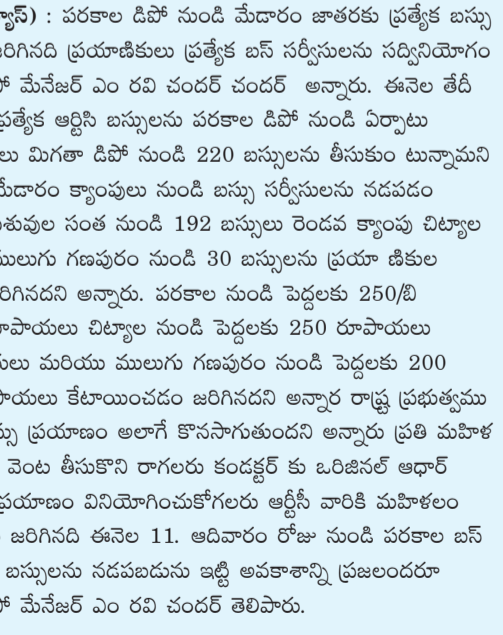 న్యూస్) : పరకాల డిపో నుండి మేడారం జాతరకు ప్రత్యేక బస్సు
జరిగినది ప్రయాణికులు ప్రత్యేక బస్ సర్వీసులను సద్వినియోగం
మేనేజర్ ఎం రవి చందర్ చందర్ అన్నారు. ఈనెల తేదీ
ప్రత్యేక ఆర్టిసి బస్సులను పరకాల డిపో నుండి ఏర్పాటు
మిగతా డిపో నుండి 220 బస్సులను తీసుకుం టున్నామని
మేడారం క్యాంపులు నుండి బస్సు సర్వీసులను నడపడం
పశువుల సంత నుండి 192 బస్సులు రెండవ క్యాంపు చిట్యాల
ములుగు గణపురం నుండి 30 బస్సులను ప్రయా ణికుల
జరిగినదని అన్నారు. పరకాల నుండి పెద్దలకు 250/బి
రూపాయలు చిట్యాల నుండి పెద్దలకు 250 రూపాయలు
మరియు ములుగు గణపురం నుండి పెద్దలకు 200
కేటాయించడం జరిగినదని అన్నార రాష్ట్ర ప్రభుత్వము
ప్రయాణం అలాగే కొనసాగుతుందని అన్నారు ప్రతి మహిళ
వెంట తీసుకొని రాగలరు కండక్టర్ కు ఒరిజినల్ ఆధార్
ప్రయాణం వినియోగించుకోగలరు ఆర్టీసీ వారికి మహిళలం
జరిగినది ఈనెల 11. ఆదివారం రోజు నుండి పరకాల బస్
బస్సులను నడపబడును ఇట్టి అవకాశాన్ని ప్రజలందరూ
మేనేజర్ ఎం రవి చందర్ తెలిపారు.